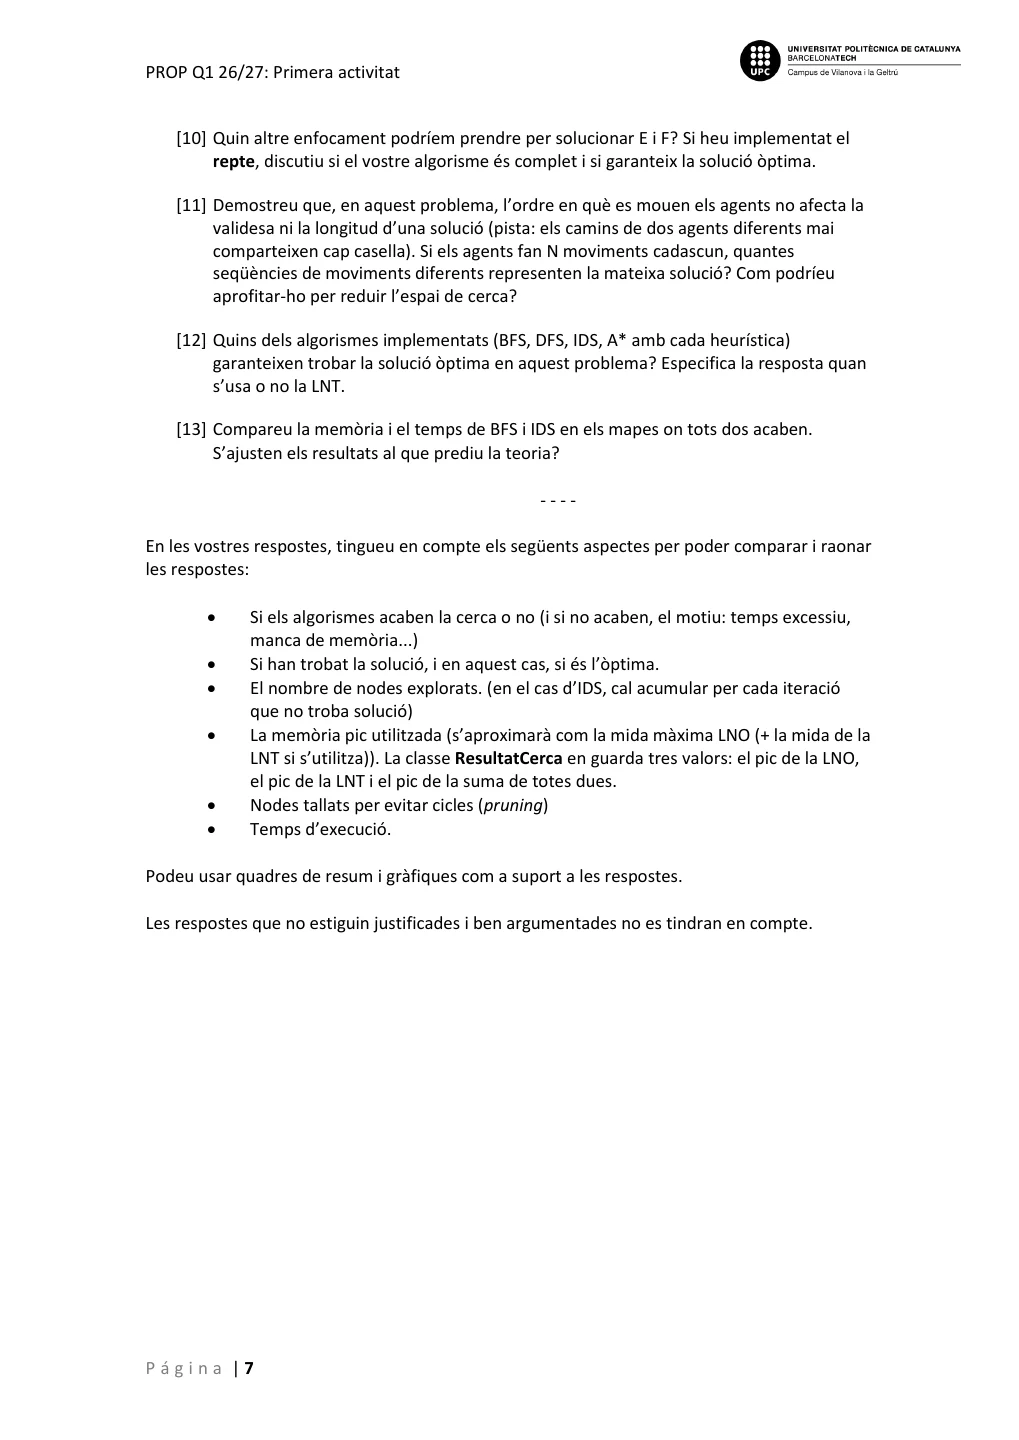 PROP Q1 26/27: Primera activitat
UPC
UNIVERSITAT POLITÈCNICA DE CATALUNYA
BARCELONATECH
Campus de Vilanova i la Geltrú
[10] Quin altre enfocament podríem prendre per solucionar E i F? Si heu implementat el
repte, discutiu si el vostre algorisme és complet i si garanteix la solució òptima.
[11] Demostreu que, en aquest problema, l’ordre en què es mouen els agents no afecta la
validesa ni la longitud d’una solució (pista: els camins de dos agents diferents mai
comparteixen cap casella). Si els agents fan N moviments cadascun, quantes
seqüències de moviments diferents representen la mateixa solució? Com podríeu
aprofitar-ho per reduir l’espai de cerca?
[12] Quins dels algorismes implementats (BFS, DFS, IDS, A* amb cada heurística)
garanteixen trobar la solució òptima en aquest problema? Especifica la resposta quan
s’usa o no la LNT.
[13] Compareu la memòria i el temps de BFS i IDS en els mapes on tots dos acaben.
S’ajusten els resultats al que prediu la teoria?
- - - -
En les vostres respostes, tingueu en compte els següents aspectes per poder comparar i raonar
les respostes:
• Si els algorismes acaben la cerca o no (i si no acaben, el motiu: temps excessiu,
manca de memòria...)
• Si han trobat la solució, i en aquest cas, si és l’òptima.
• El nombre de nodes explorats. (en el cas d’IDS, cal acumular per cada iteració
que no troba solució)
• La memòria pic utilitzada (s’aproximarà com la mida màxima LNO (+ la mida de la
LNT si s’utilitza)). La classe ResultatCerca en guarda tres valors: el pic de la LNO,
el pic de la LNT i el pic de la suma de totes dues.
• Nodes tallats per evitar cicles (pruning)
• Temps d’execució.
Podeu usar quadres de resum i gràfiques com a suport a les respostes.
Les respostes que no estiguin justificades i ben argumentades no es tindran en compte.
Página | 7